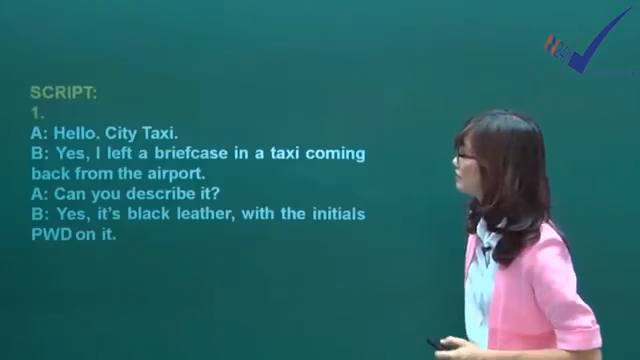 SCRIPT:
1.
A: Hello. City Taxi.
B: Yes, I left a briefcase in a taxi coming
back from the airport.
A: Can you describe it?
B: Yes, it's black leather, with the initials
PWD on it.